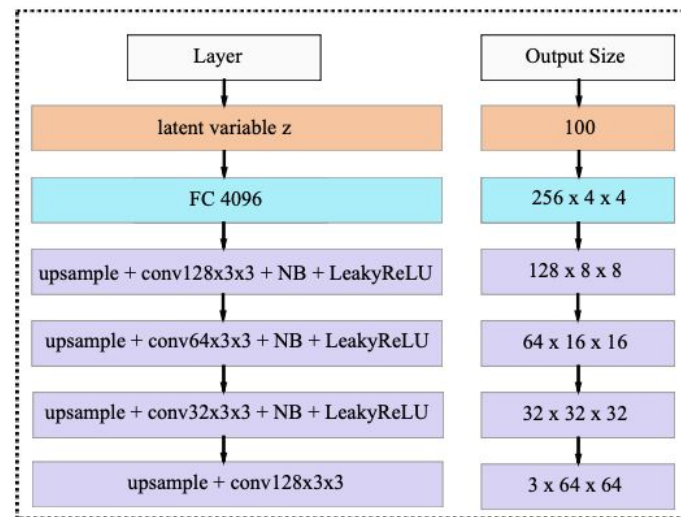 Layer
Output Size
latent variable z
100
FC 4096
256 x 4 x 4
upsample + conv128x3x3 + NB + LeakyReLU
128 x 8 x 8
upsample + conv64x3x3 + NB + LeakyReLU
64 x 16 x 16
upsample + conv32x3x3 + NB + LeakyReLU
32 x 32 x 32
upsample + conv128x3x3
3 x 64 x 64